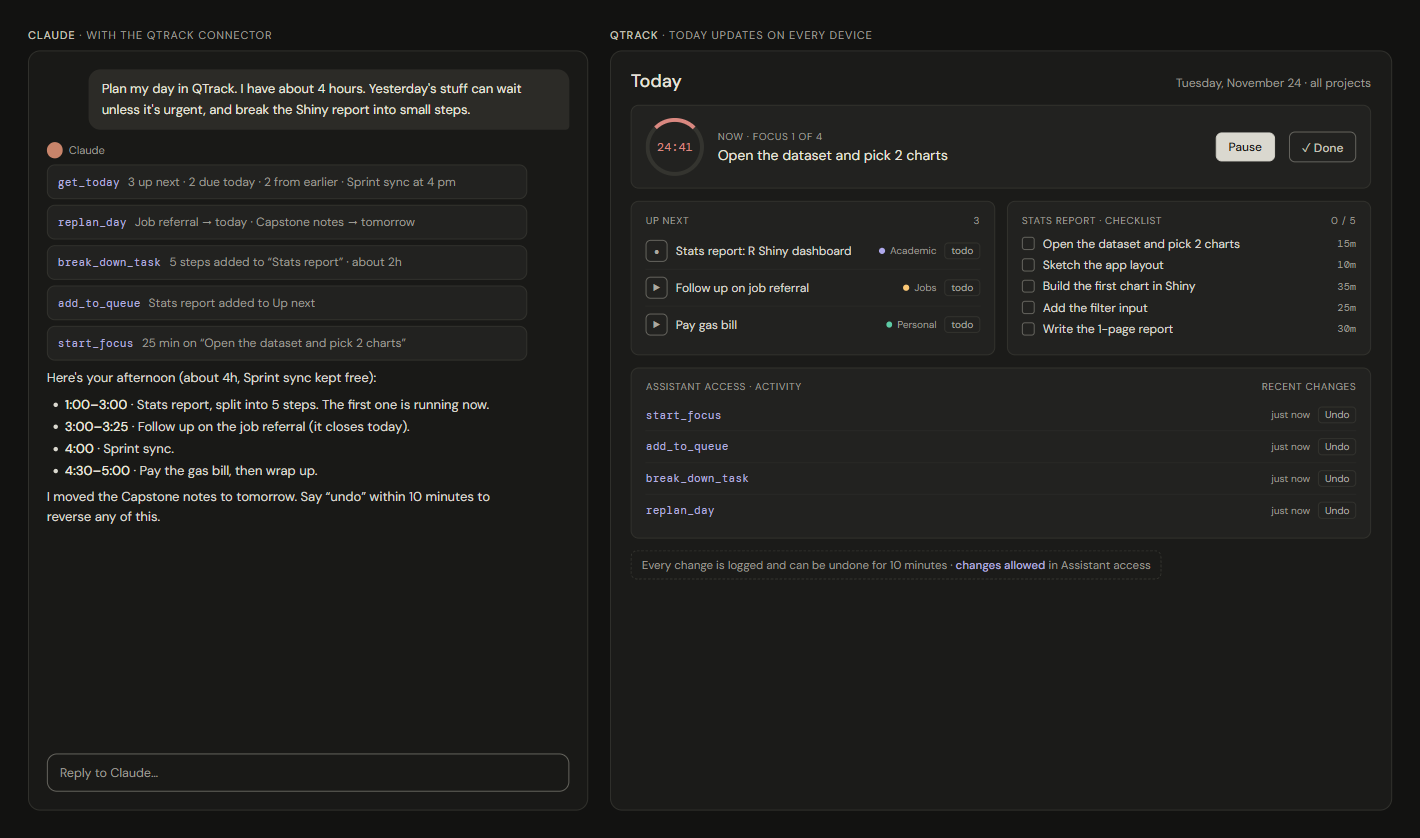 CLAUDE · WITH THE QTRACK CONNECTOR
Plan my day in QTrack. I have about 4 hours. Yesterday's stuff can wait
unless it's urgent, and break the Shiny report into small steps.
Claude
get_today 3 up next · 2 due today · 2 from earlier · Sprint sync at 4 pm
replan_day Job referral → today · Capstone notes → tomorrow
break_down_task 5 steps added to “Stats report” · about 2h
add_to_queue Stats report added to Up next
start_focus 25 min on “Open the dataset and pick 2 charts”
Here's your afternoon (about 4h, Sprint sync kept free):
• 1:00–3:00 · Stats report, split into 5 steps. The first one is running now.
• 3:00–3:25 · Follow up on the job referral (it closes today).
• 4:00 · Sprint sync.
• 4:30–5:00 · Pay the gas bill, then wrap up.
I moved the Capstone notes to tomorrow. Say “undo” within 10 minutes to
reverse any of this.
Reply to Claude…
QTRACK · TODAY UPDATES ON EVERY DEVICE
Today
Tuesday, November 24 · all projects
24:41
NOW · FOCUS 1 OF 4
Open the dataset and pick 2 charts
Pause
✓ Done
UP NEXT 3
Stats report: R Shiny dashboard Academic todo
Follow up on job referral Jobs todo
Pay gas bill Personal todo
STATS REPORT · CHECKLIST 0 / 5
Open the dataset and pick 2 charts 15m
Sketch the app layout 10m
Build the first chart in Shiny 35m
Add the filter input 25m
Write the 1-page report 30m
ASSISTANT ACCESS · ACTIVITY RECENT CHANGES
start_focus just now Undo
add_to_queue just now Undo
break_down_task just now Undo
replan_day just now Undo
Every change is logged and can be undone for 10 minutes · changes allowed in Assistant access